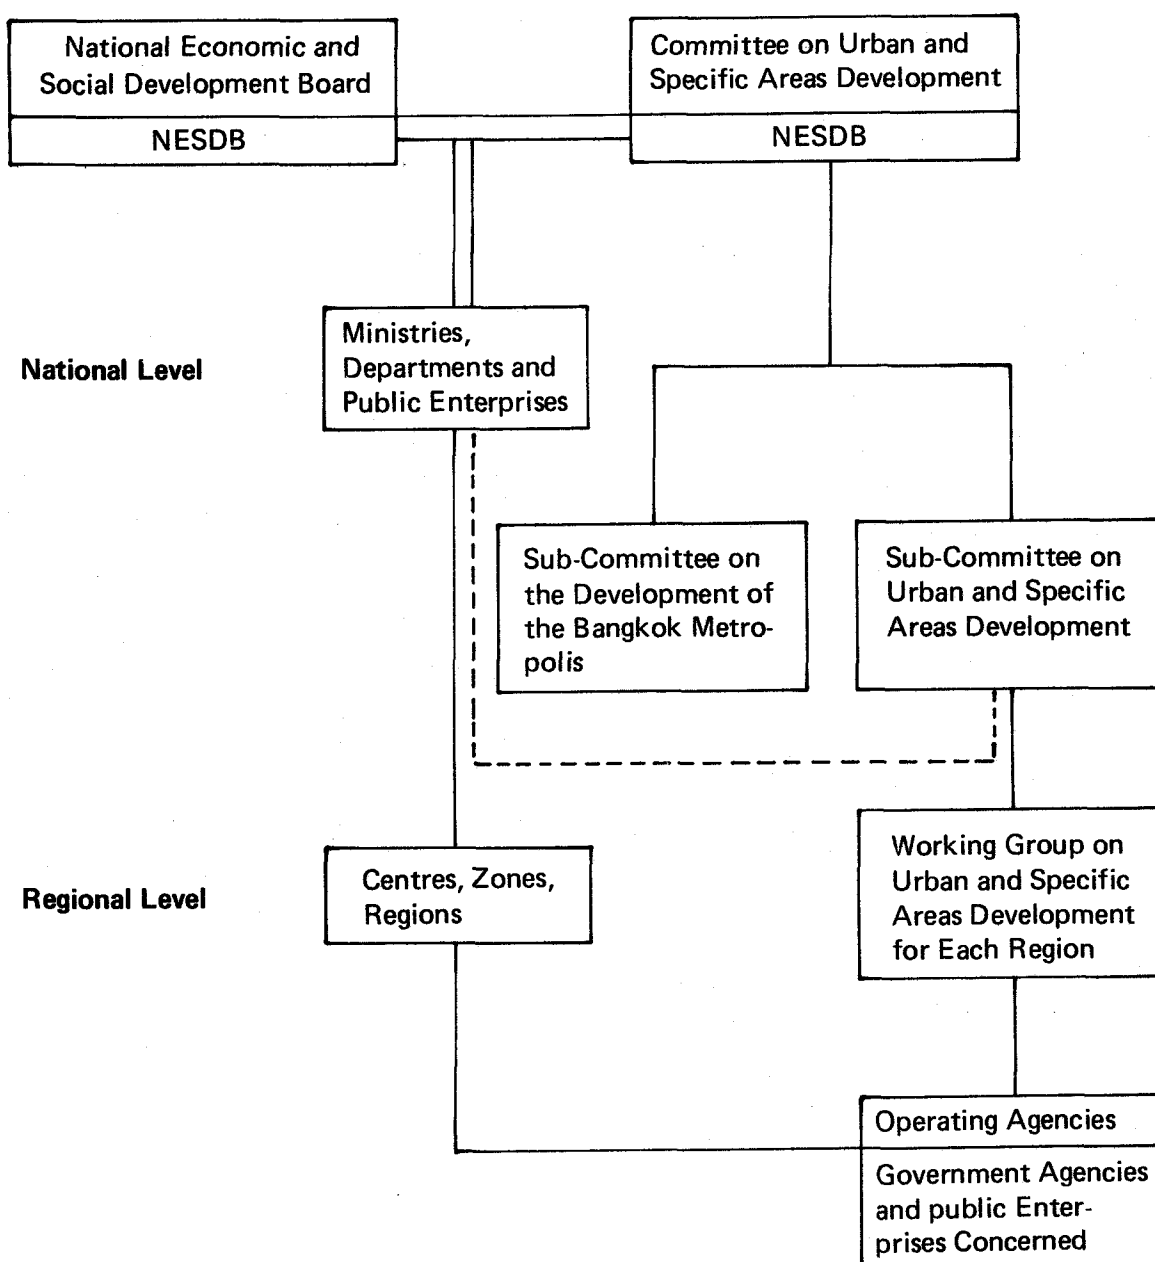 National Economic and
Social Development Board
NESDB
Committee on Urban and
Specific Areas Development
NESDB
National Level
Ministries,
Departments and
Public Enterprises
Sub-Committee on
the Development of
the Bangkok Metro-
polis
Sub-Committee on
Urban and Specific
Areas Development
Regional Level
Centres, Zones,
Regions
Working Group on
Urban and Specific
Areas Development
for Each Region
Operating Agencies
Government Agencies
and public Enter-
prises Concerned